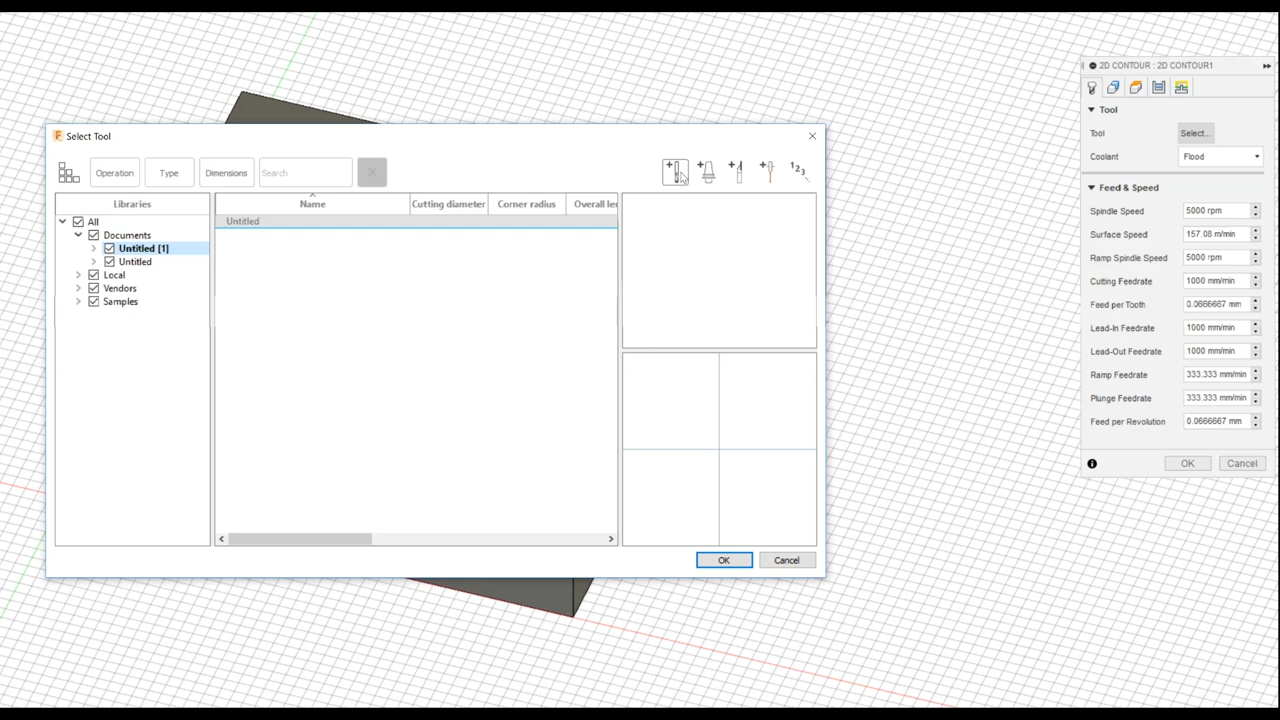 2D CONTOUR : 2D CONTOUR1
Tool
Tool
Select...
Coolant
Flood
Feed & Speed
Spindle Speed
5000 rpm
Surface Speed
157.08 m/min
Ramp Spindle Speed
5000 rpm
Cutting Feedrate
1000 mm/min
Feed per Tooth
0.0666667 mm
Lead-In Feedrate
1000 mm/min
Lead-Out Feedrate
1000 mm/min
Ramp Feedrate
333.333 mm/min
Plunge Feedrate
333.333 mm/min
Feed per Revolution
0.0666667 mm
OK
Cancel
Select Tool
Operation
Type
Dimensions
Search
1 2 3
Libraries
All
Documents
Untitled [1]
Untitled
Local
Vendors
Samples
Name
Cutting diameter
Corner radius
Overall len
Untitled
OK
Cancel